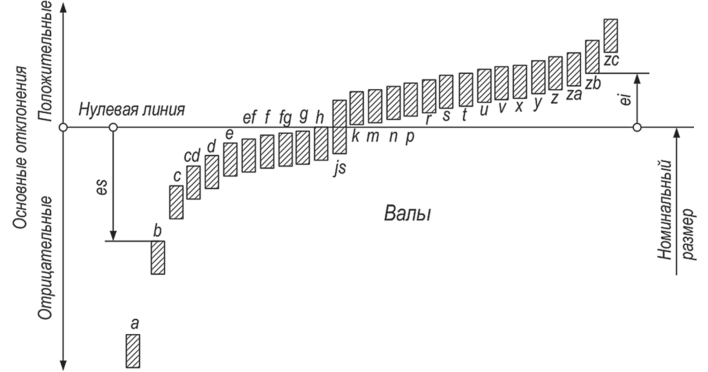 Основные отклонения
Положительные
Отрицательные
Нулевая линия
es
a
b
c
cd
d
e
ef
f
fg
g
h
js
k
m
n
p
r
s
t
u
v
x
y
z
za
zb
zc
ei
Валы
Номинальный
размер